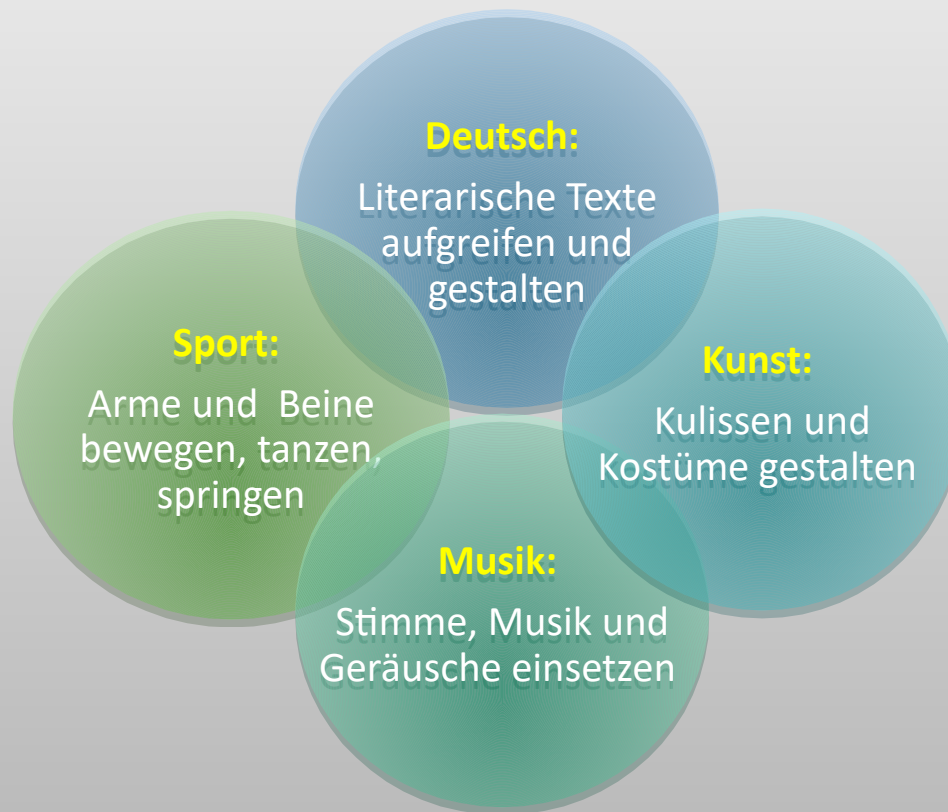 Deutsch:
Literarische Texte
aufgreifen und
gestalten
Sport:
Arme und  Beine
bewegen, tanzen,
springen
Kunst:
Kulissen und
Kostüme gestalten
Musik:
Stimme, Musik und
Geräusche einsetzen